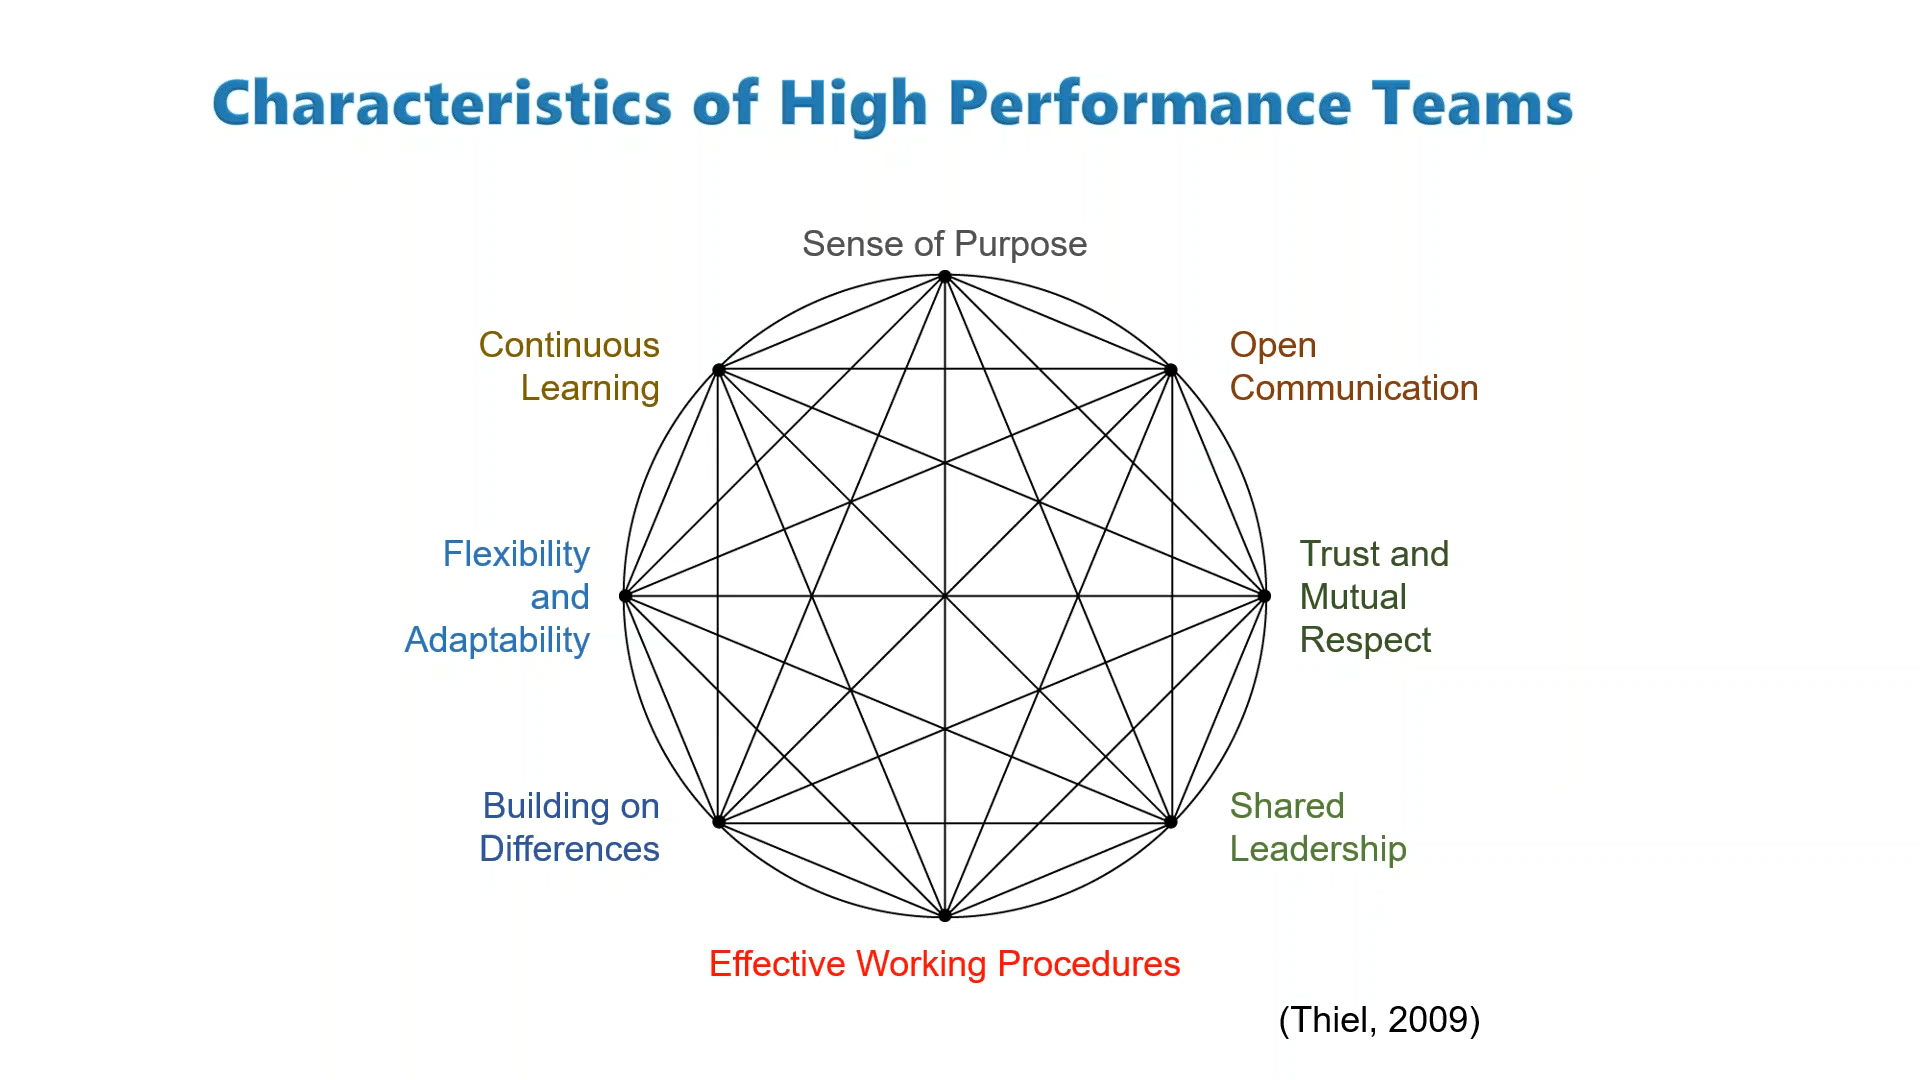 Characteristics of High Performance Teams
Sense of Purpose
Continuous
Learning
Open
Communication
Flexibility
and
Adaptability
Trust and
Mutual
Respect
Building on
Differences
Shared
Leadership
Effective Working Procedures
(Thiel, 2009)